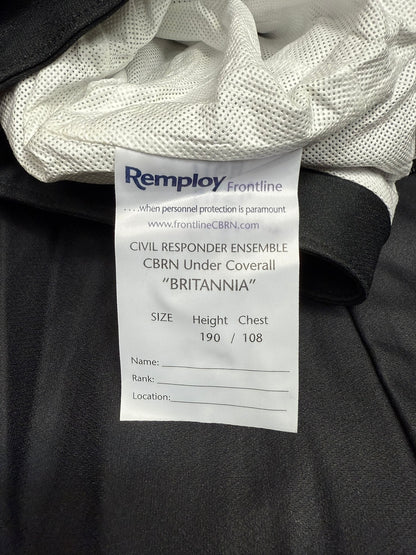 Remploy Frontline
....when personnel protection is paramount
www.frontlineCBRN.com
CIVIL RESPONDER ENSEMBLE
CBRN Under Coverall
"BRITANNIA"
SIZE Height Chest
190 / 108
Name:
Rank:
Location: